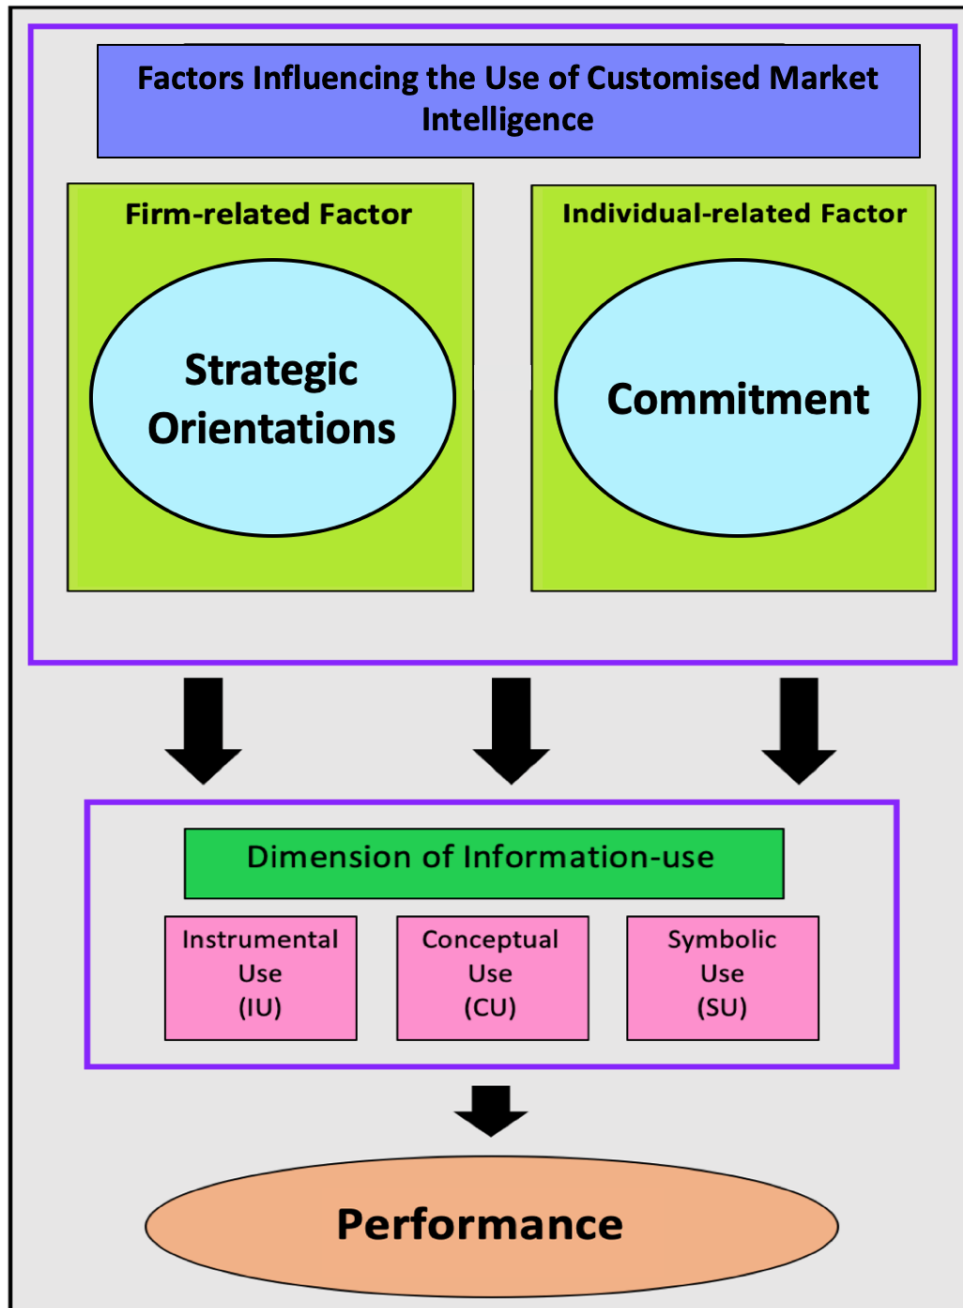 Factors Influencing the Use of Customised Market
Intelligence
Firm-related Factor
Strategic
Orientations
Individual-related Factor
Commitment
Dimension of Information-use
Instrumental
Use
(IU)
Conceptual
Use
(CU)
Symbolic
Use
(SU)
Performance